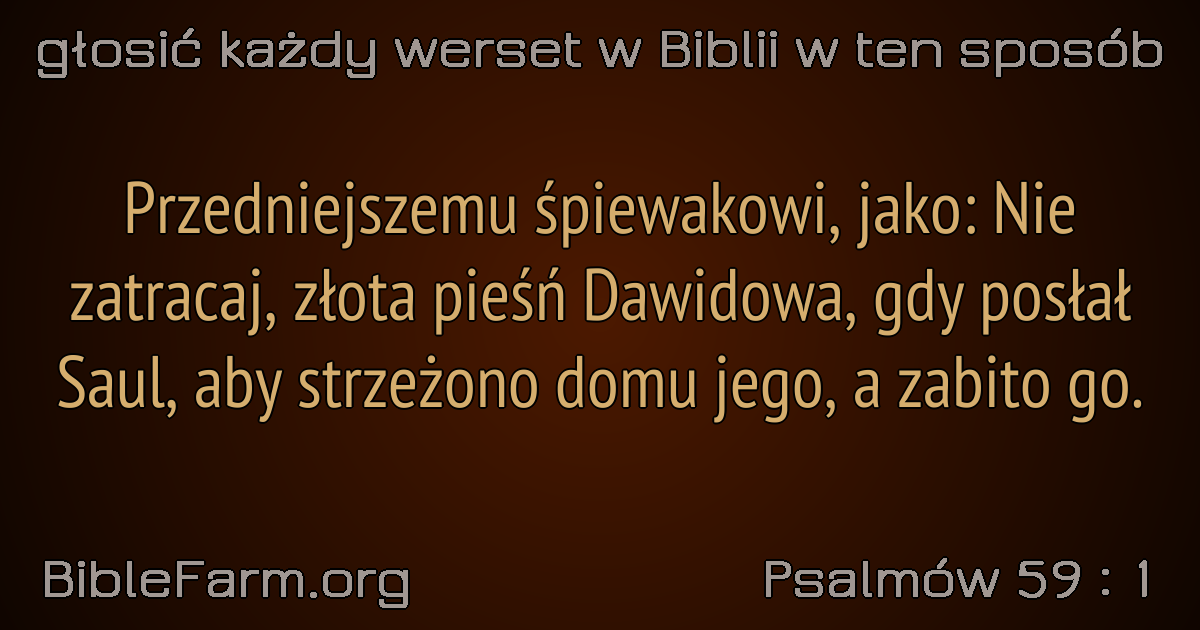 głosić każdy werset w Biblii w ten sposób
Przedniejszemu śpiewakowi, jako: Nie
zatracaj, złota pieśń Dawidowa, gdy posłał
Saul, aby strzeżono domu jego, a zabito go.
BibleFarm.org
Psalmów 59 : 1